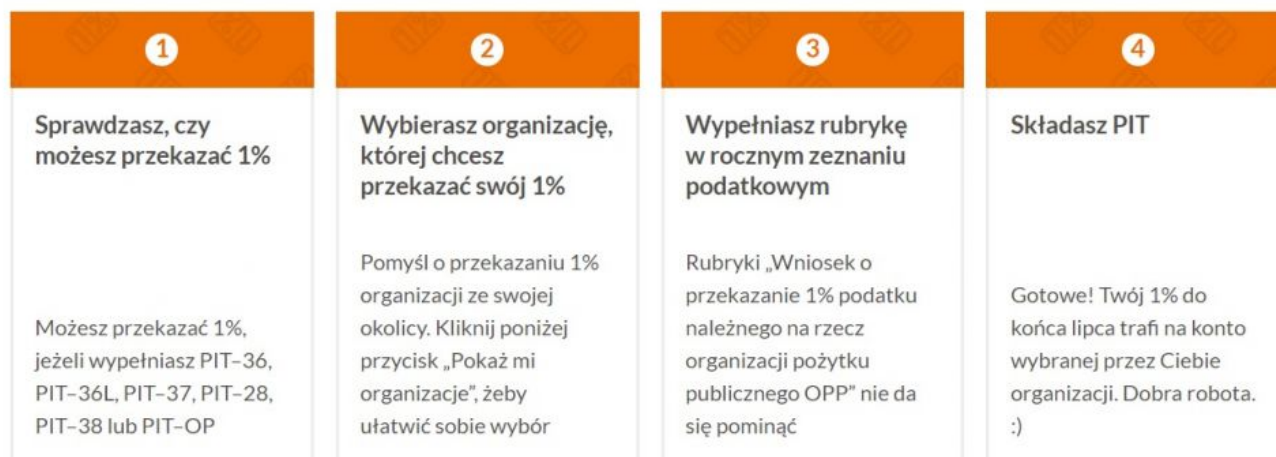 1
Sprawdzasz, czy
możesz przekazać 1%
Możesz przekazać 1%,
jeżeli wypełniasz PIT–36,
PIT–36L, PIT–37, PIT–28,
PIT–38 lub PIT–OP
2
Wybierasz organizację,
której chcesz
przekazać swój 1%
Pomyśl o przekazaniu 1%
organizacji ze swojej
okolicy. Kliknij poniżej
przycisk „Pokaż mi
organizacje”, żeby
ułatwić sobie wybór
3
Wypełniasz rubrykę
w rocznym zeznaniu
podatkowym
Rubryki „Wniosek o
przekazanie 1% podatku
należnego na rzecz
organizacji pożytku
publicznego OPP” nie da
się pominąć
4
Składasz PIT
Gotowe! Twój 1% do
końca lipca trafi na konto
wybranej przez Ciebie
organizacji. Dobra robota.
:)